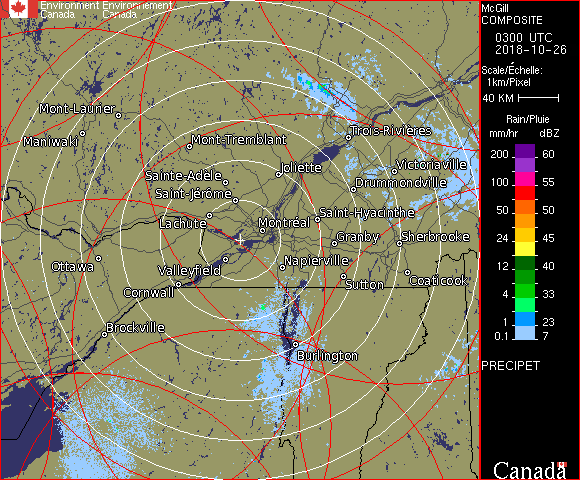 Environment Environnement
Canada Canada
McGill
COMPOSITE
0300 UTC
2018-10-26
Scale/Échelle:
1km/Pixel
40 KM
Rain/Pluie
mm/hr dBZ
200 60
100 55
50 50
24 45
12 40
4 33
1 23
0.1 7
PRECIPET
Canada
Mont-Laurier
Maniwaki
Mont-Tremblant
Trois-Rivières
Joliette
Victoriaville
Sainte-Adèle
Drummondville
Saint-Jérôme
Lachute
Saint-Hyacinthe
Montréal
Granby
Sherbrooke
Ottawa
Valleyfield
Napierville
Cornwall
Sutton
Coaticook
Brockville
Burlington